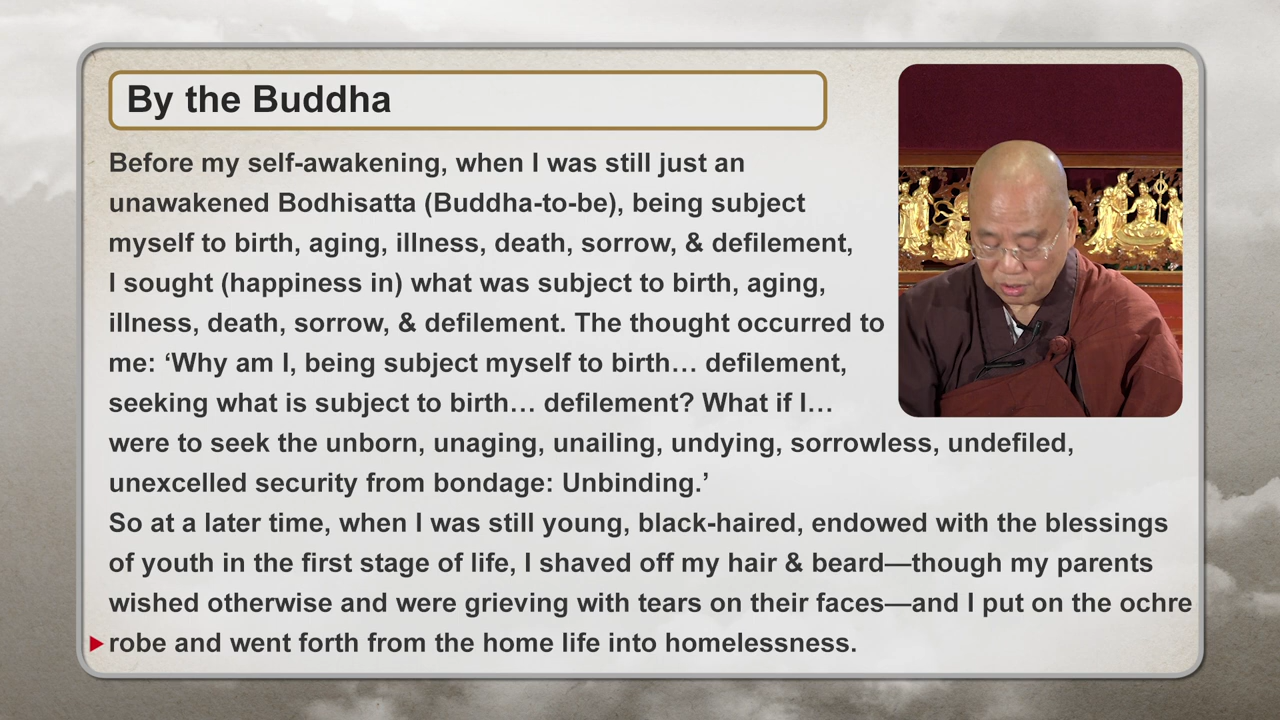 By the Buddha
Before my self-awakening, when I was still just an
unawakened Bodhisatta (Buddha-to-be), being subject
myself to birth, aging, illness, death, sorrow, & defilement,
I sought (happiness in) what was subject to birth, aging,
illness, death, sorrow, & defilement. The thought occurred to
me: ‘Why am I, being subject myself to birth… defilement,
seeking what is subject to birth… defilement? What if I…
were to seek the unborn, unaging, unailing, undying, sorrowless, undefiled,
unexcelled security from bondage: Unbinding.’
So at a later time, when I was still young, black-haired, endowed with the blessings
of youth in the first stage of life, I shaved off my hair & beard—though my parents
wished otherwise and were grieving with tears on their faces—and I put on the ochre
robe and went forth from the home life into homelessness.